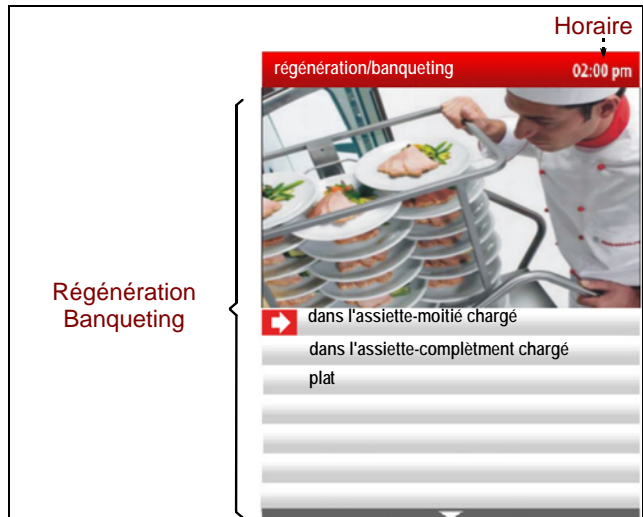 Horaire
régénération/banqueting 02:00 pm
Régénération
Banqueting
dans l'assiette-moitié chargé
dans l'assiette-complètment chargé
plat